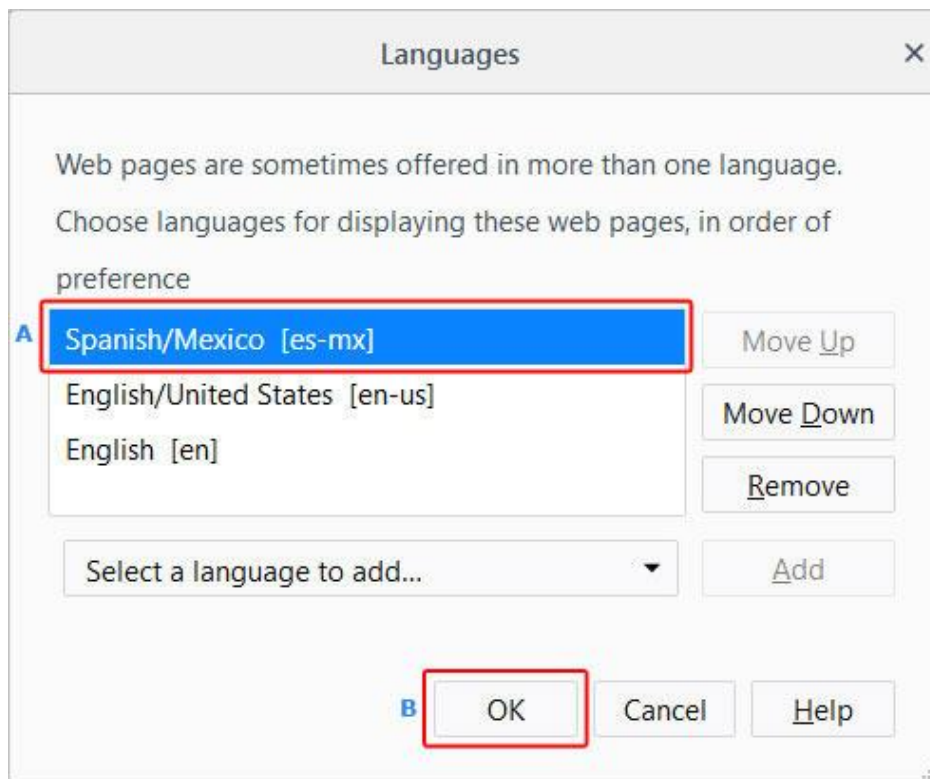 Languages
Web pages are sometimes offered in more than one language.
Choose languages for displaying these web pages, in order of
preference
A
Spanish/Mexico [es-mx]
Move Up
English/United States [en-us]
Move Down
English [en]
Remove
Select a language to add...
Add
B
OK
Cancel
Help